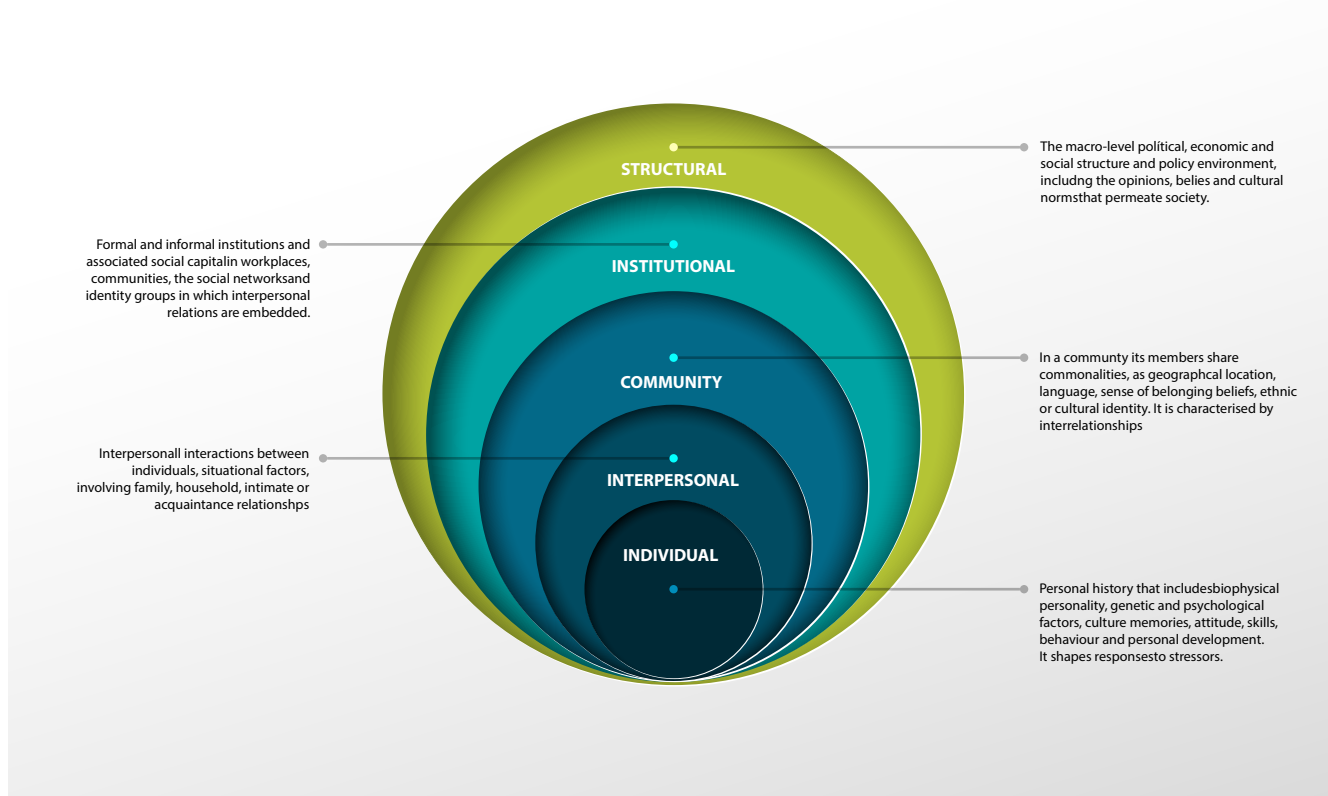 STRUCTURAL
The macro-level polítical, economic and
social structure and policy environment,
includng the opinions, belies and cultural
normsthat permeate society.
Formal and informal institutions and
associated social capitalin workplaces,
communities, the social networksand
identity groups in which interpersonal
relations are embedded.
INSTITUTIONAL
COMMUNITY
In a communty its members share
commonalities, as geographcal location,
language, sense of belonging beliefs, ethnic
or cultural identity. It is characterised by
interrelationships
Interpersonall interactions between
individuals, situational factors,
involving family, household, intimate or
acquaintance relationshps
INTERPERSONAL
INDIVIDUAL
Personal history that includesbiophysical
personality, genetic and psychological
factors, culture memories, attitude, skills,
behaviour and personal development.
It shapes responsesto stressors.